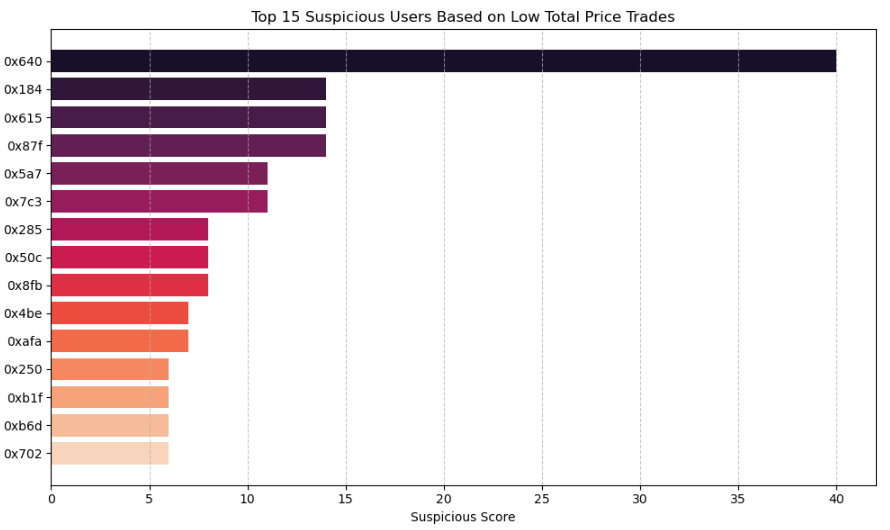 Top 15 Suspicious Users Based on Low Total Price Trades
0x640
0x184
0x615
0x87f
0x5a7
0x7c3
0x285
0x50c
0x8fb
0x4be
0xafa
0x250
0xb1f
0xb6d
0x702
0 5 10 15 20 25 30 35 40
Suspicious Score